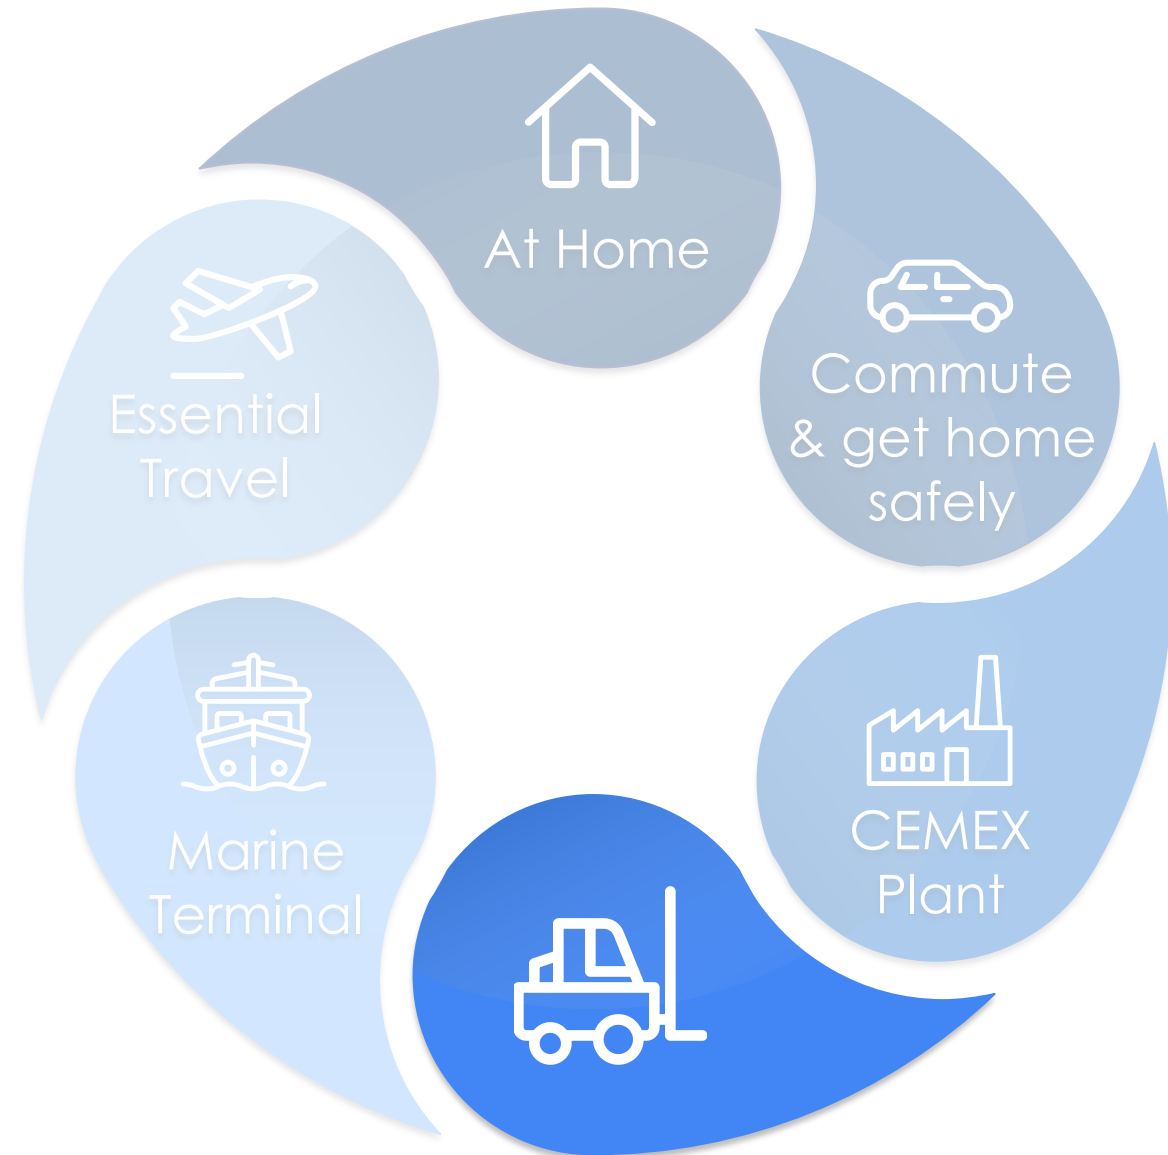 At Home
Commute
& get home
safely
CEMEX
Plant
Marine
Terminal
Essential
Travel